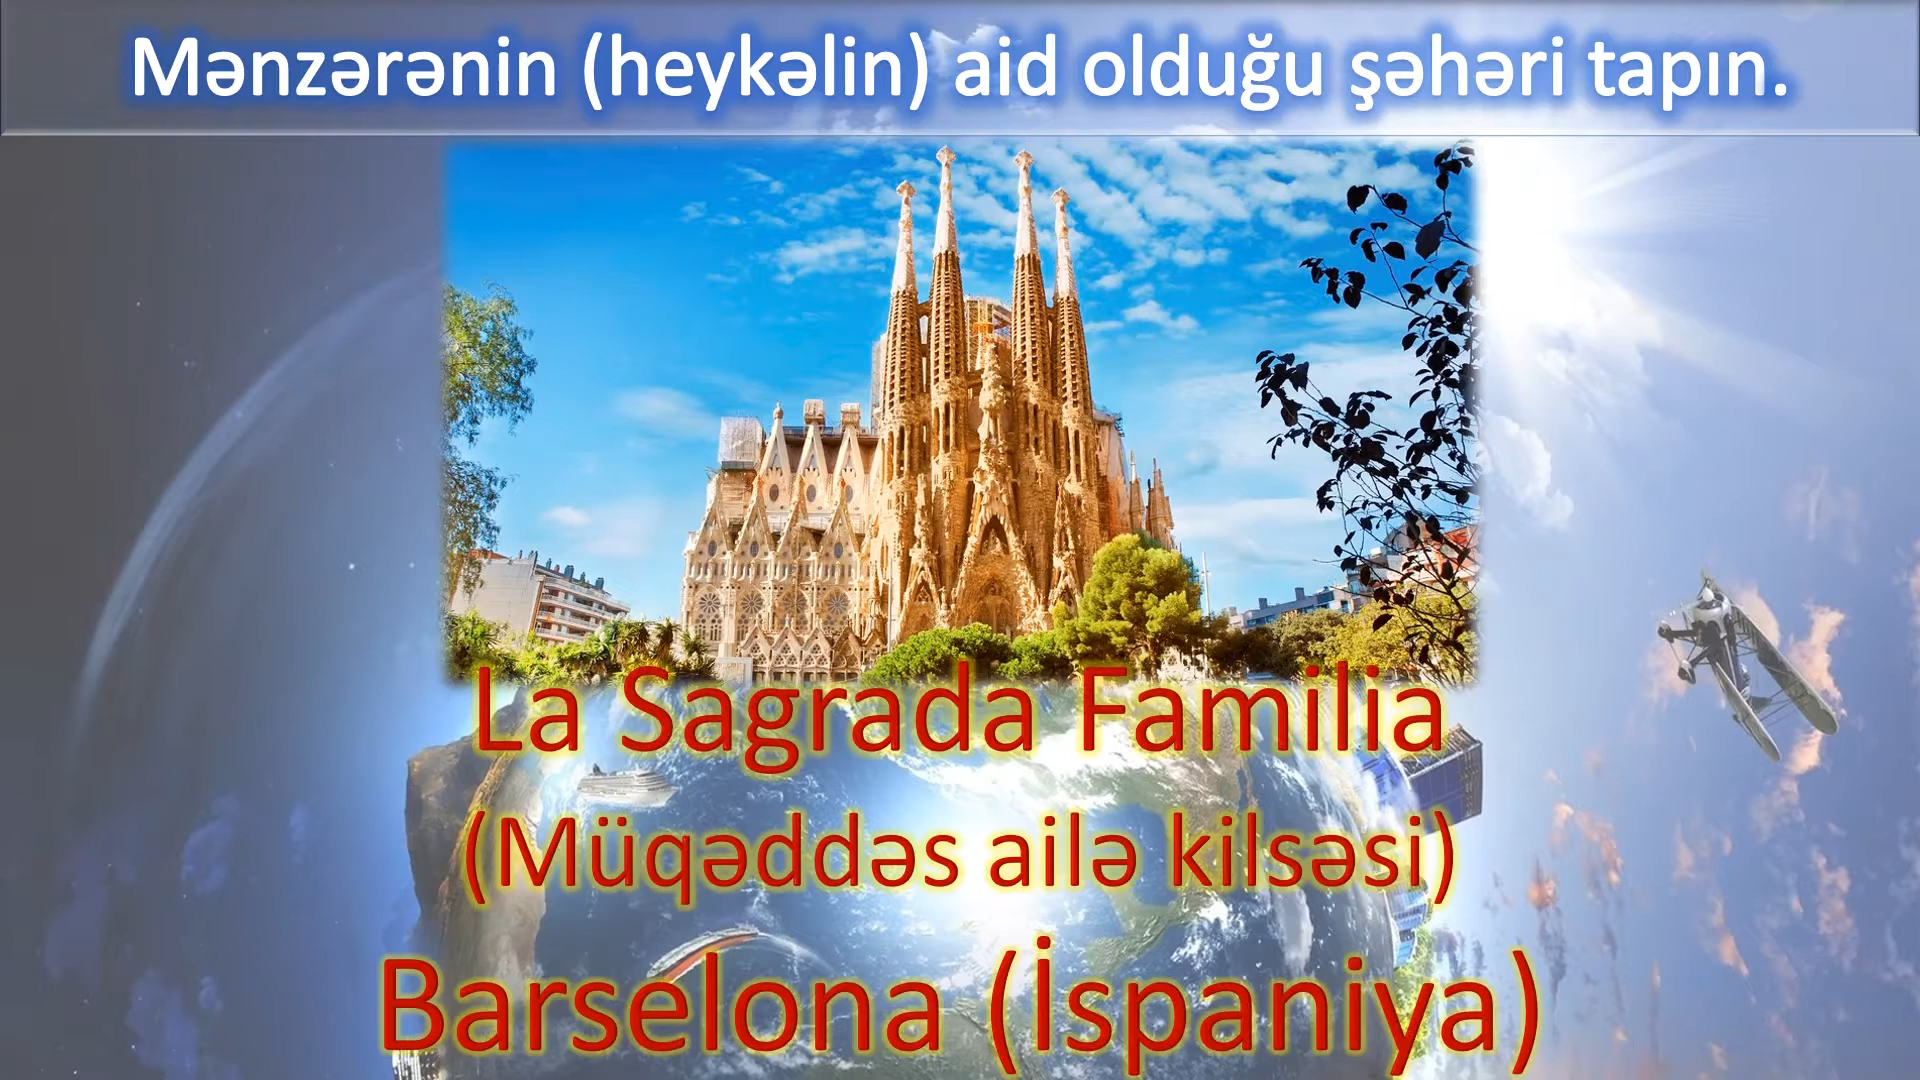 Mənzərənin (heykəlin) aid olduğu şəhəri tapın.
La Sagrada Familia
(Müqəddəs ailə kilsəsi)
Barselona (İspaniya)